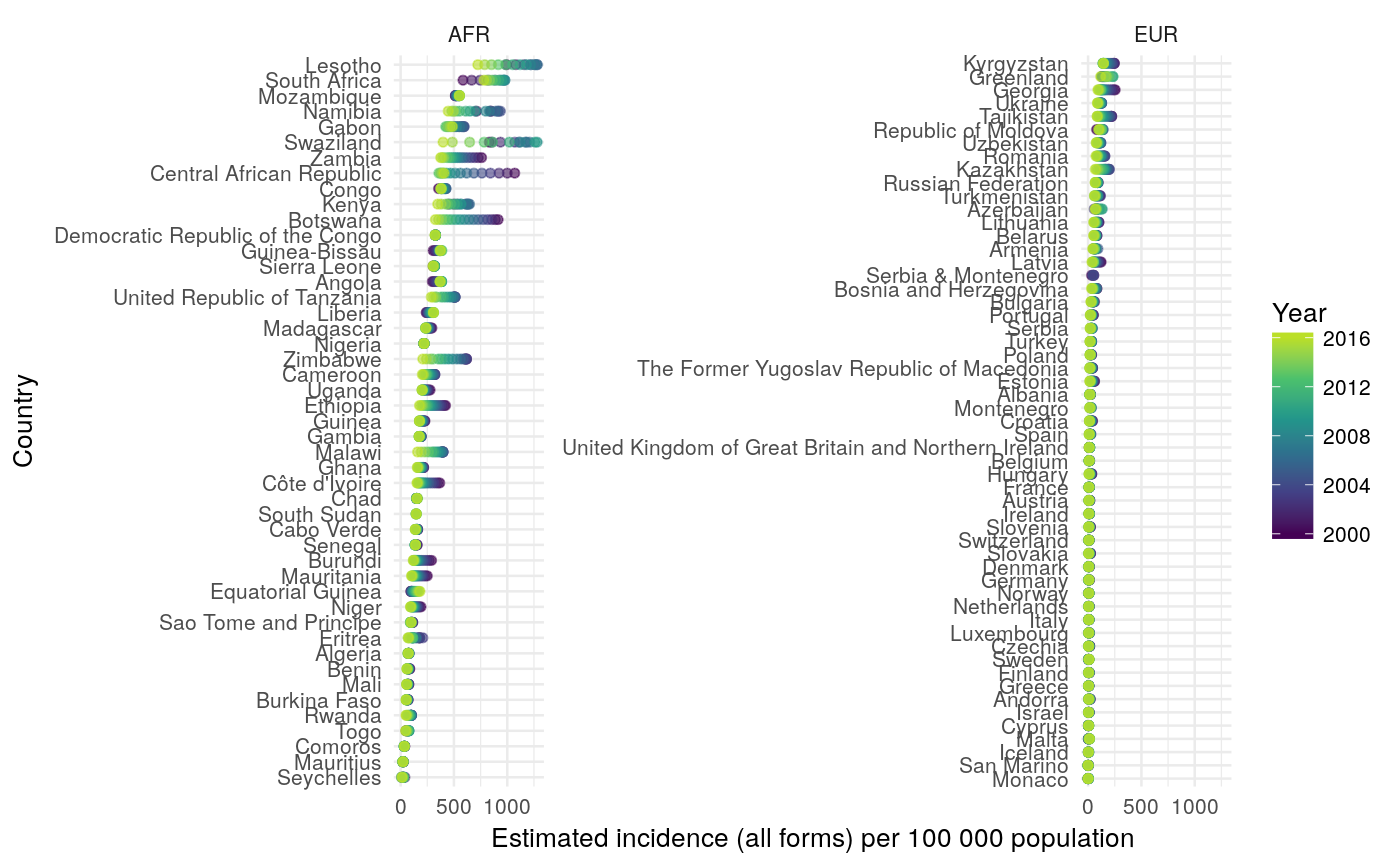 AFR
EUR
Country
Lesotho
South Africa
Mozambique
Namibia
Gabon
Swaziland
Zambia
Central African Republic
Congo
Kenya
Botswana
Democratic Republic of the Congo
Guinea-Bissau
Sierra Leone
Angola
United Republic of Tanzania
Liberia
Madagascar
Nigeria
Zimbabwe
Cameroon
Uganda
Ethiopia
Guinea
Gambia
Malawi
Ghana
Côte d'Ivoire
Chad
South Sudan
Cabo Verde
Senegal
Burundi
Mauritania
Equatorial Guinea
Niger
Sao Tome and Principe
Eritrea
Algeria
Benin
Mali
Burkina Faso
Rwanda
Togo
Comoros
Mauritius
Seychelles
0 500 1000
Kyrgyzstan
Greenland
Georgia
Ukraine
Tajikistan
Republic of Moldova
Uzbekistan
Romania
Kazakhstan
Russian Federation
Turkmenistan
Azerbaijan
Lithuania
Belarus
Armenia
Latvia
Serbia & Montenegro
Bosnia and Herzegovina
Bulgaria
Portugal
Serbia
Turkey
Poland
The Former Yugoslav Republic of Macedonia
Estonia
Albania
Montenegro
Croatia
Spain
United Kingdom of Great Britain and Northern Ireland
Belgium
Hungary
France
Austria
Ireland
Slovenia
Switzerland
Slovakia
Denmark
Germany
Norway
Netherlands
Italy
Luxembourg
Czechia
Sweden
Finland
Greece
Andorra
Israel
Cyprus
Malta
Iceland
San Marino
Monaco
0 500 1000
Estimated incidence (all forms) per 100 000 population
Year
2016
2012
2008
2004
2000